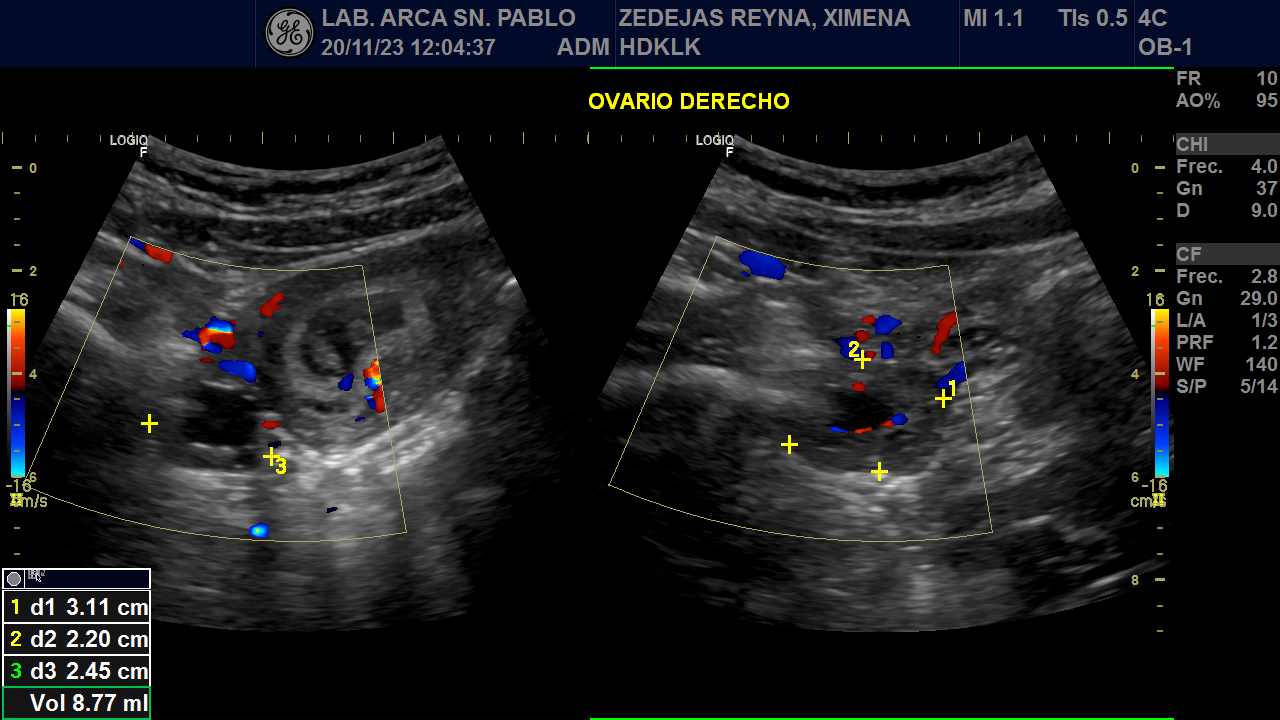 LAB. ARCA SN. PABLO
20/11/23 12:04:37 ADM
ZEDEJAS REYNA, XIMENA
HDKLK
MI 1.1 TIs 0.5
4C
OB-1
OVARIO DERECHO
LOGIQ
F
LOGIQ
F
0
2
4
6
16
-16
cm/s
3
0
2
4
6
8
16
-16
cm/s
2
1
FR 10
AO% 95
CHI
Frec. 4.0
Gn 37
D 9.0
CF
Frec. 2.8
Gn 29.0
L/A 1/3
PRF 1.2
WF 140
S/P 5/14
1 d1 3.11 cm
2 d2 2.20 cm
3 d3 2.45 cm
Vol 8.77 ml